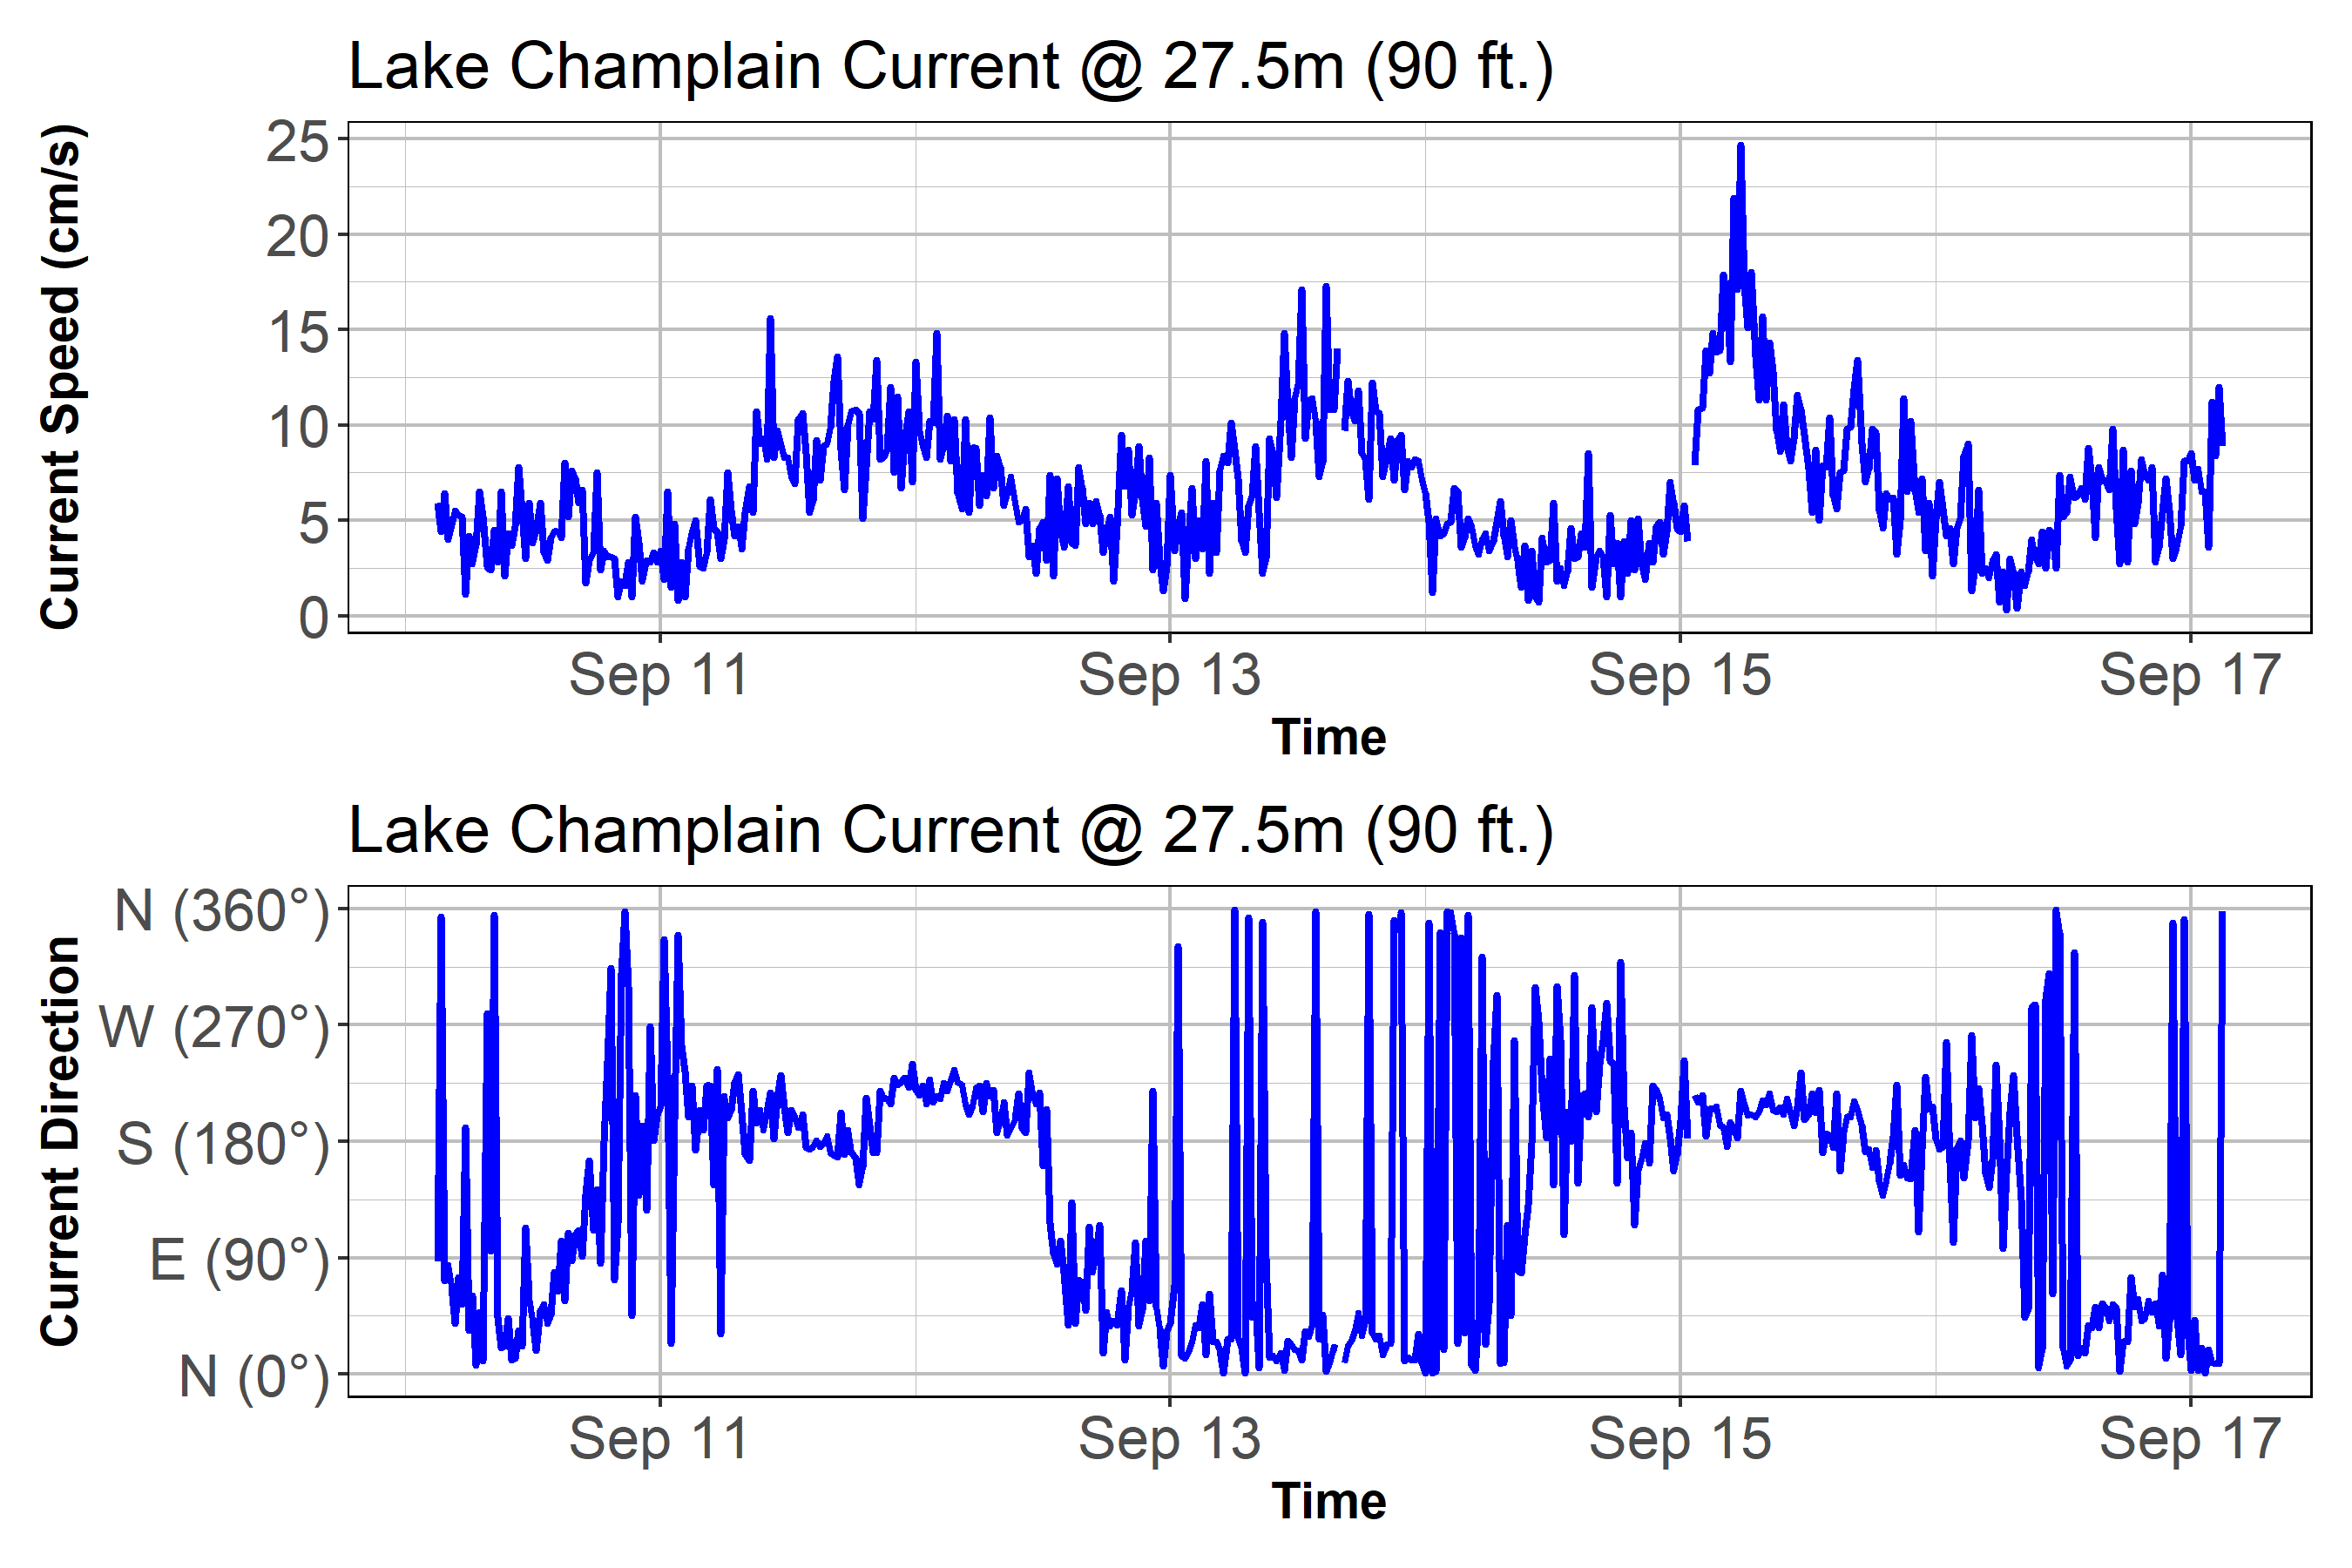 Lake Champlain Current @ 27.5m (90 ft.)
Current Speed (cm/s)
25
20
15
10
5
0
Sep 11 Sep 13 Sep 15 Sep 17
Time
Lake Champlain Current @ 27.5m (90 ft.)
Current Direction
N (360°)
W (270°)
S (180°)
E (90°)
N (0°)
Sep 11 Sep 13 Sep 15 Sep 17
Time